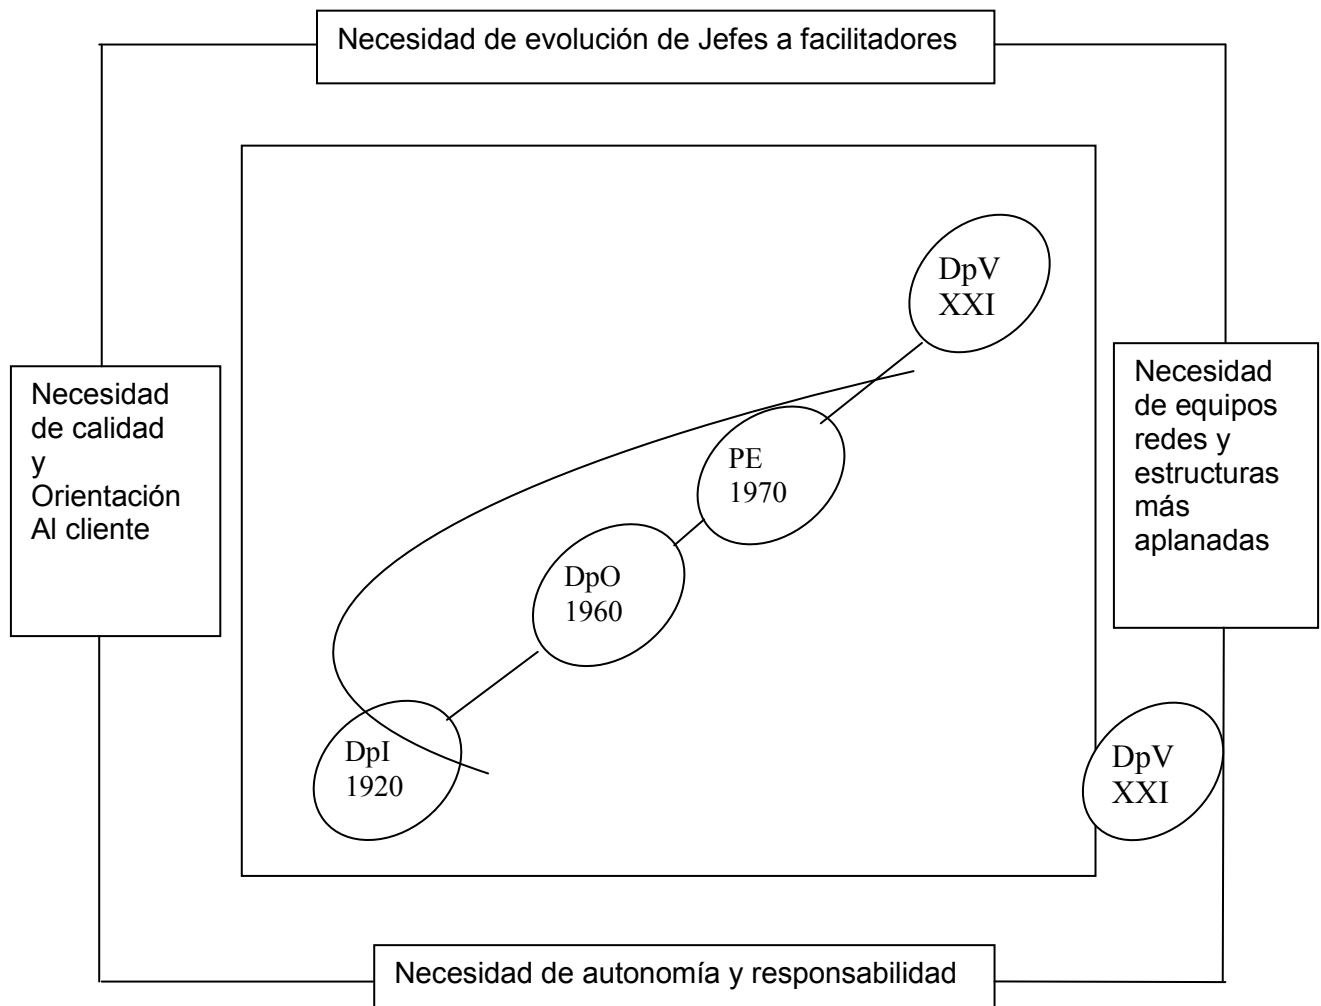 Necesidad de evolución de Jefes a facilitadores
DpV
XXI
Necesidad
de calidad
y
Orientación
Al cliente
Necesidad
de equipos
redes y
estructuras
más
aplanadas
PE
1970
DpO
1960
DpI
1920
DpV
XXI
Necesidad de autonomía y responsabilidad